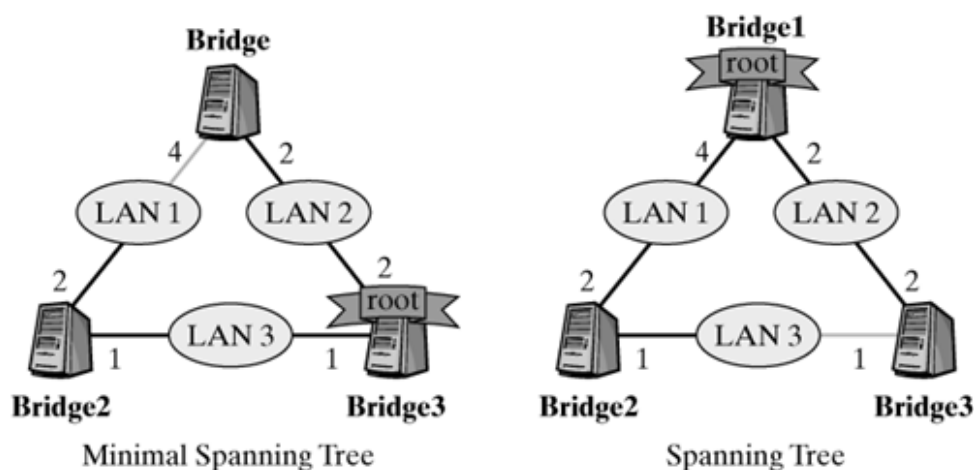 Bridge
4
2
LAN 1
LAN 2
2
2
root
LAN 3
1
1
Bridge2
Bridge3
Minimal Spanning Tree
Bridge1
root
4
2
LAN 1
LAN 2
2
2
LAN 3
1
1
Bridge2
Bridge3
Spanning Tree